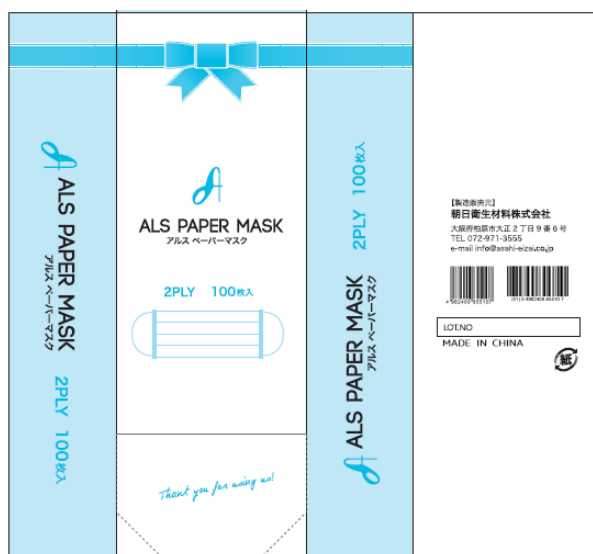 ALS PAPER MASK
アルス ペーパーマスク
2PLY 100枚入
ALS PAPER MASK
アルス ペーパーマスク
2PLY 100枚入
Thank you for using us!
ALS PAPER MASK
アルス ペーパーマスク
2PLY 100枚入
【製造販売元】
朝日衛生材料株式会社
大阪府柏原市大正2丁目9番6号
TEL 072-971-3555
e-mail info@asahi-eizai.co.jp
LOT.NO
MADE IN CHINA
紙